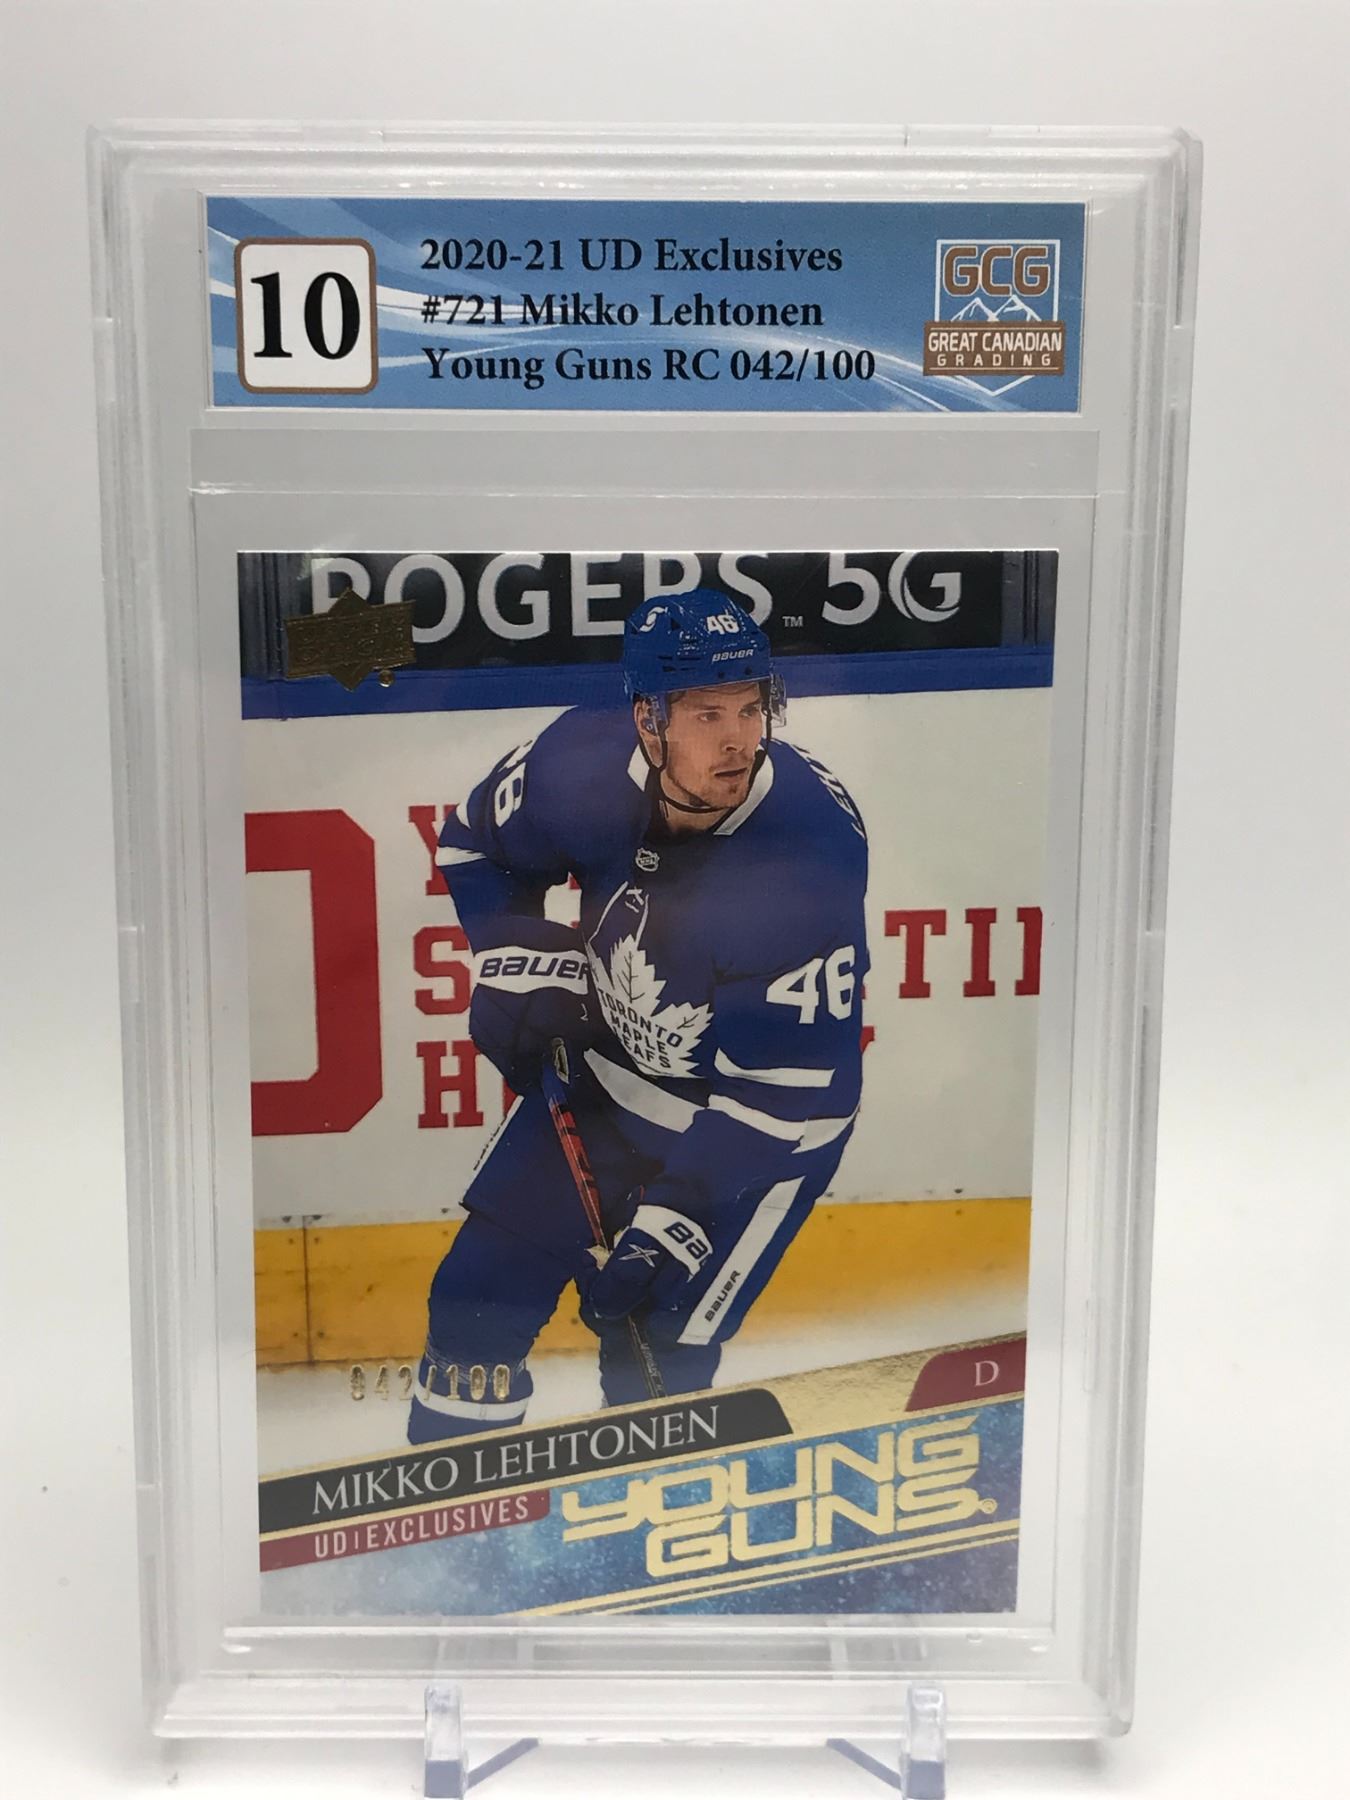 10
2020-21 UD Exclusives
#721 Mikko Lehtonen
Young Guns RC 042/100
GCG
GREAT CANADIAN
GRADING
ROGERS™ 5G
46
BAUER
46
BAUER
TORONTO
MAPLE
LEAFS
46
BAUER
042/100
D
MIKKO LEHTONEN
UD|EXCLUSIVES
YOUNG
GUNS®